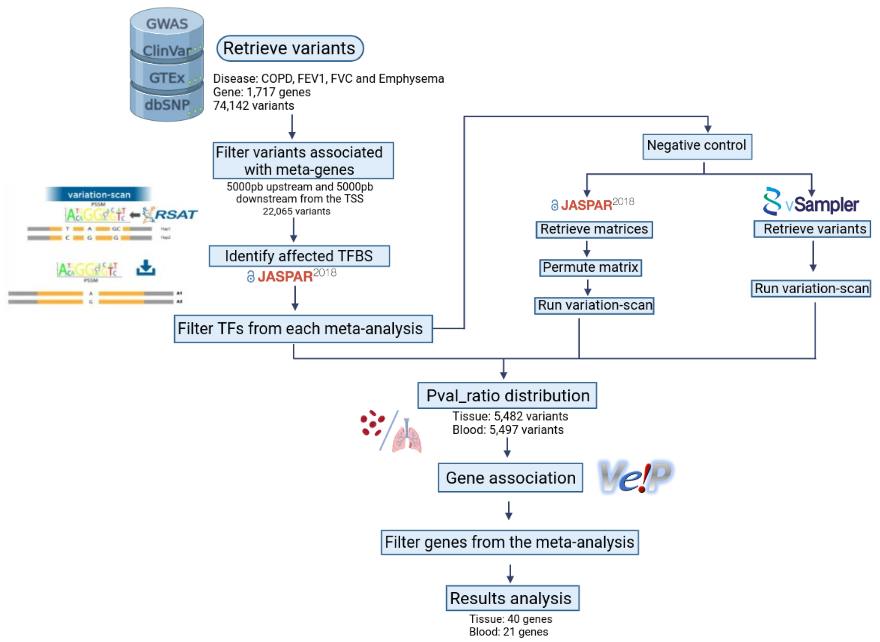 GWAS
ClinVar
GTEx
dbSNP
Retrieve variants
Disease: COPD, FEV1, FVC and Emphysema
Gene: 1,717 genes
74,142 variants
Filter variants associated
with meta-genes
5000pb upstream and 5000pb
downstream from the TSS
22,065 variants
Identify affected TFBS
JASPAR2018
Filter TFs from each meta-analysis
variation-scan
PSSM
RSAT
T A GC
Hap1
C G G
Hap2
PSSM
A
A1
G
Negative control
JASPAR2018
Retrieve matrices
Permute matrix
Run variation-scan
vSampler
Retrieve variants
Run variation-scan
Pval_ratio distribution
Tissue: 5,482 variants
Blood: 5,497 variants
Gene association
Ve!P
Filter genes from the meta-analysis
Results analysis
Tissue: 40 genes
Blood: 21 genes